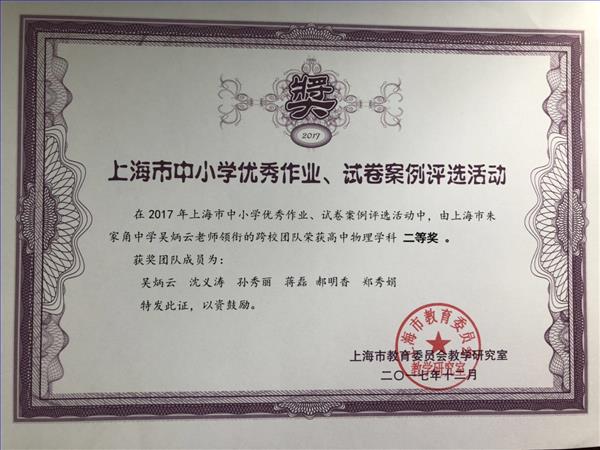 奖
2017
上海市中小学优秀作业、试卷案例评选活动
在2017年上海市中小学优秀作业、试卷案例评选活动中，由上海市朱
家角中学吴炳云老师领衔的跨校团队荣获高中物理学科 二等奖 。
获奖团队成员为：
吴炳云 沈义涛 孙秀丽 蒋磊 郝明香 郑秀娟
特发此证，以资鼓励。
上海市教育委员会
教学研究室
上海市教育委员会教学研究室
二〇一七年十二月